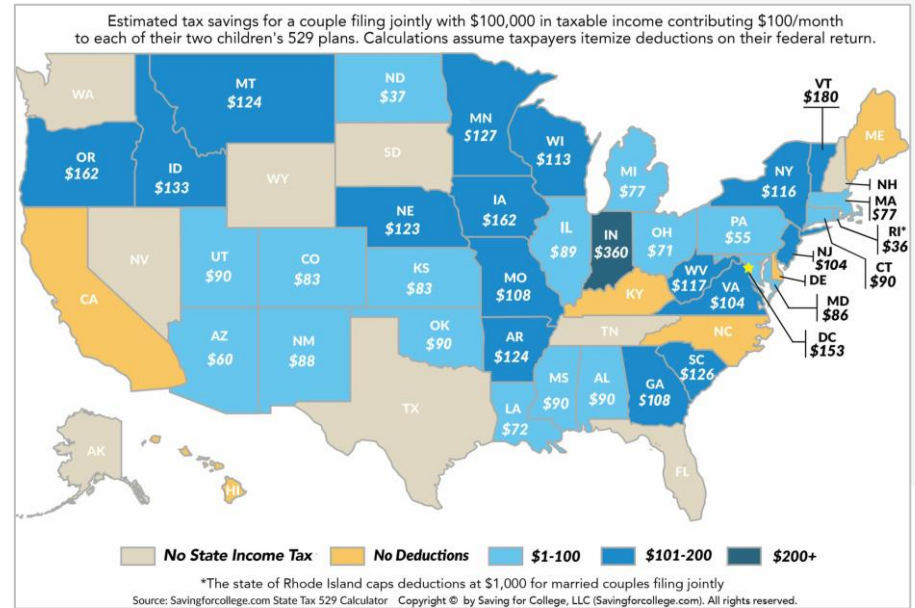 Estimated tax savings for a couple filing jointly with $100,000 in taxable income contributing $100/month
to each of their two children's 529 plans. Calculations assume taxpayers itemize deductions on their federal return.
WA
MT
$124
ND
$37
MN
$127
VT
$180
ME
OR
$162
ID
$133
WY
SD
WI
$113
MI
$77
NY
$116
NH
MA
$77
RI*
$36
CT
$90
NV
UT
$90
CO
$83
NE
$123
IA
$162
IL
$89
IN
$360
OH
$71
PA
$55
NJ
$104
DE
MD
$86
DC
$153
CA
KS
$83
MO
$108
KY
WV
$117
VA
$104
AZ
$60
NM
$88
OK
$90
AR
$124
TN
NC
SC
$126
TX
LA
$72
MS
$90
AL
$90
GA
$108
FL
AK
HI
No State Income Tax
No Deductions
$1-100
$101-200
$200+
*The state of Rhode Island caps deductions at $1,000 for married couples filing jointly
Source: Savingforcollege.com State Tax 529 Calculator Copyright © by Saving for College, LLC (Savingforcollege.com). All rights reserved.